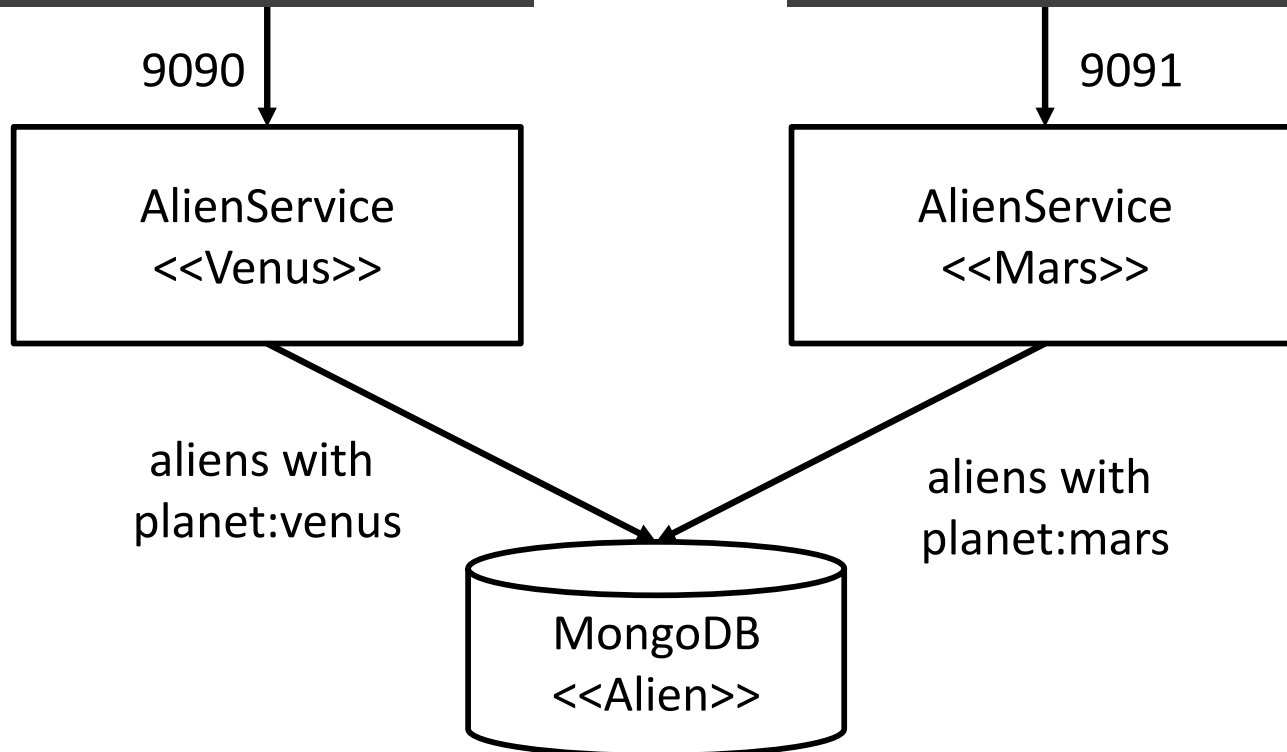 9090
9091
AlienService
<<Venus>>
AlienService
<<Mars>>
aliens with
planet:venus
aliens with
planet:mars
MongoDB
<<Alien>>